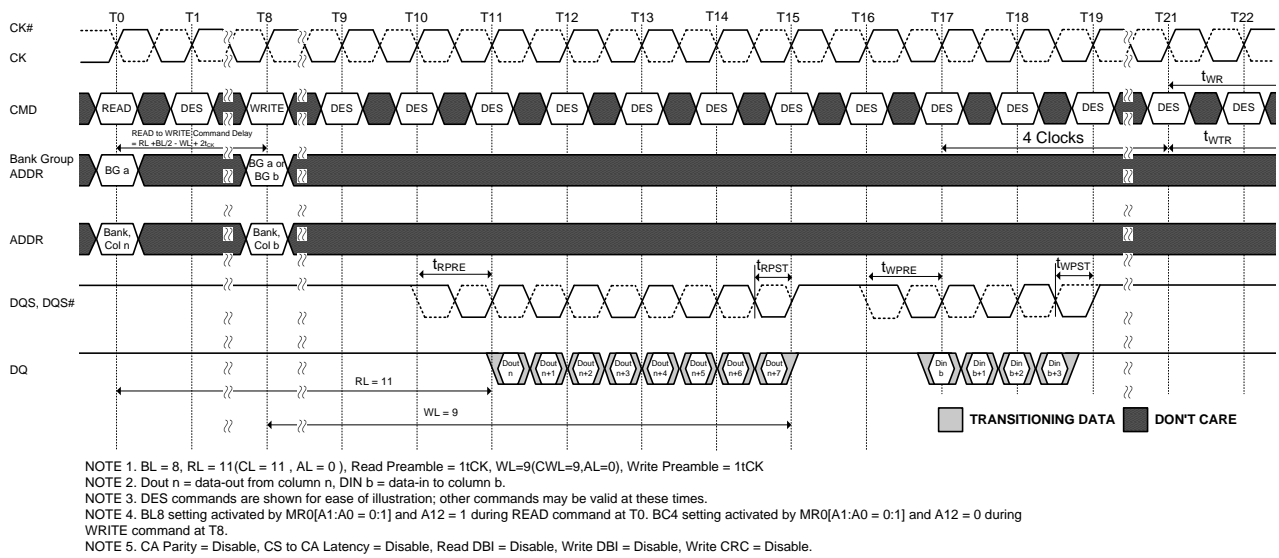 T0 T1 T8 T9 T10 T11 T12 T13 T14 T15 T16 T17 T18 T19 T21 T22
CK#
CK
tWR
CMD
READ DES WRITE DES DES DES DES DES DES DES DES DES DES DES DES DES
READ to WRITE Command Delay
= RL +BL/2 - WL + 2tCK
4 Clocks
tWTR
Bank Group
ADDR
BG a
BG a or
BG b
ADDR
Bank,
Col n
Bank,
Col b
tRPRE tRPST tWPRE tWPST
DQS, DQS#
DQ
Dout n Dout n+1 Dout n+2 Dout n+3 Dout n+4 Dout n+5 Dout n+6 Dout n+7 Din b Din b+1 Din b+2 Din b+3
RL = 11
WL = 9
TRANSITIONING DATA DON'T CARE
NOTE 1. BL = 8, RL = 11(CL = 11 , AL = 0 ), Read Preamble = 1tCK, WL=9(CWL=9,AL=0), Write Preamble = 1tCK
NOTE 2. Dout n = data-out from column n, DIN b = data-in to column b.
NOTE 3. DES commands are shown for ease of illustration; other commands may be valid at these times.
NOTE 4. BL8 setting activated by MR0[A1:A0 = 0:1] and A12 = 1 during READ command at T0. BC4 setting activated by MR0[A1:A0 = 0:1] and A12 = 0 during
WRITE command at T8.
NOTE 5. CA Parity = Disable, CS to CA Latency = Disable, Read DBI = Disable, Write DBI = Disable, Write CRC = Disable.